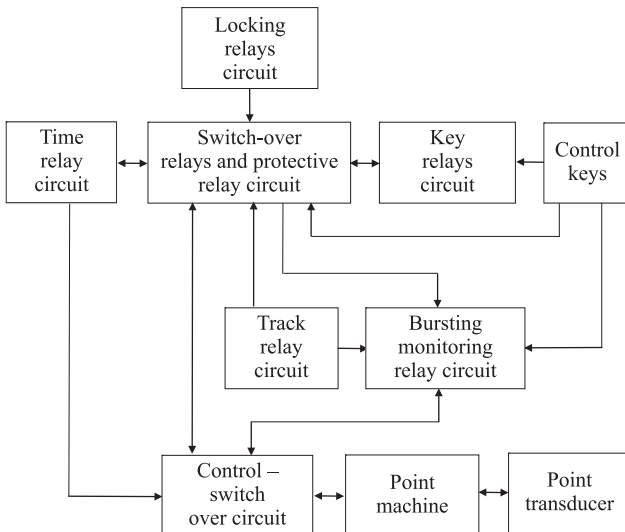 Locking
relays
circuit
Time
relay
circuit
Switch-over
relays and protective
relay circuit
Key
relays
circuit
Control
keys
Track
relay
circuit
Bursting
monitoring
relay circuit
Control –
switch
over circuit
Point
machine
Point
transducer